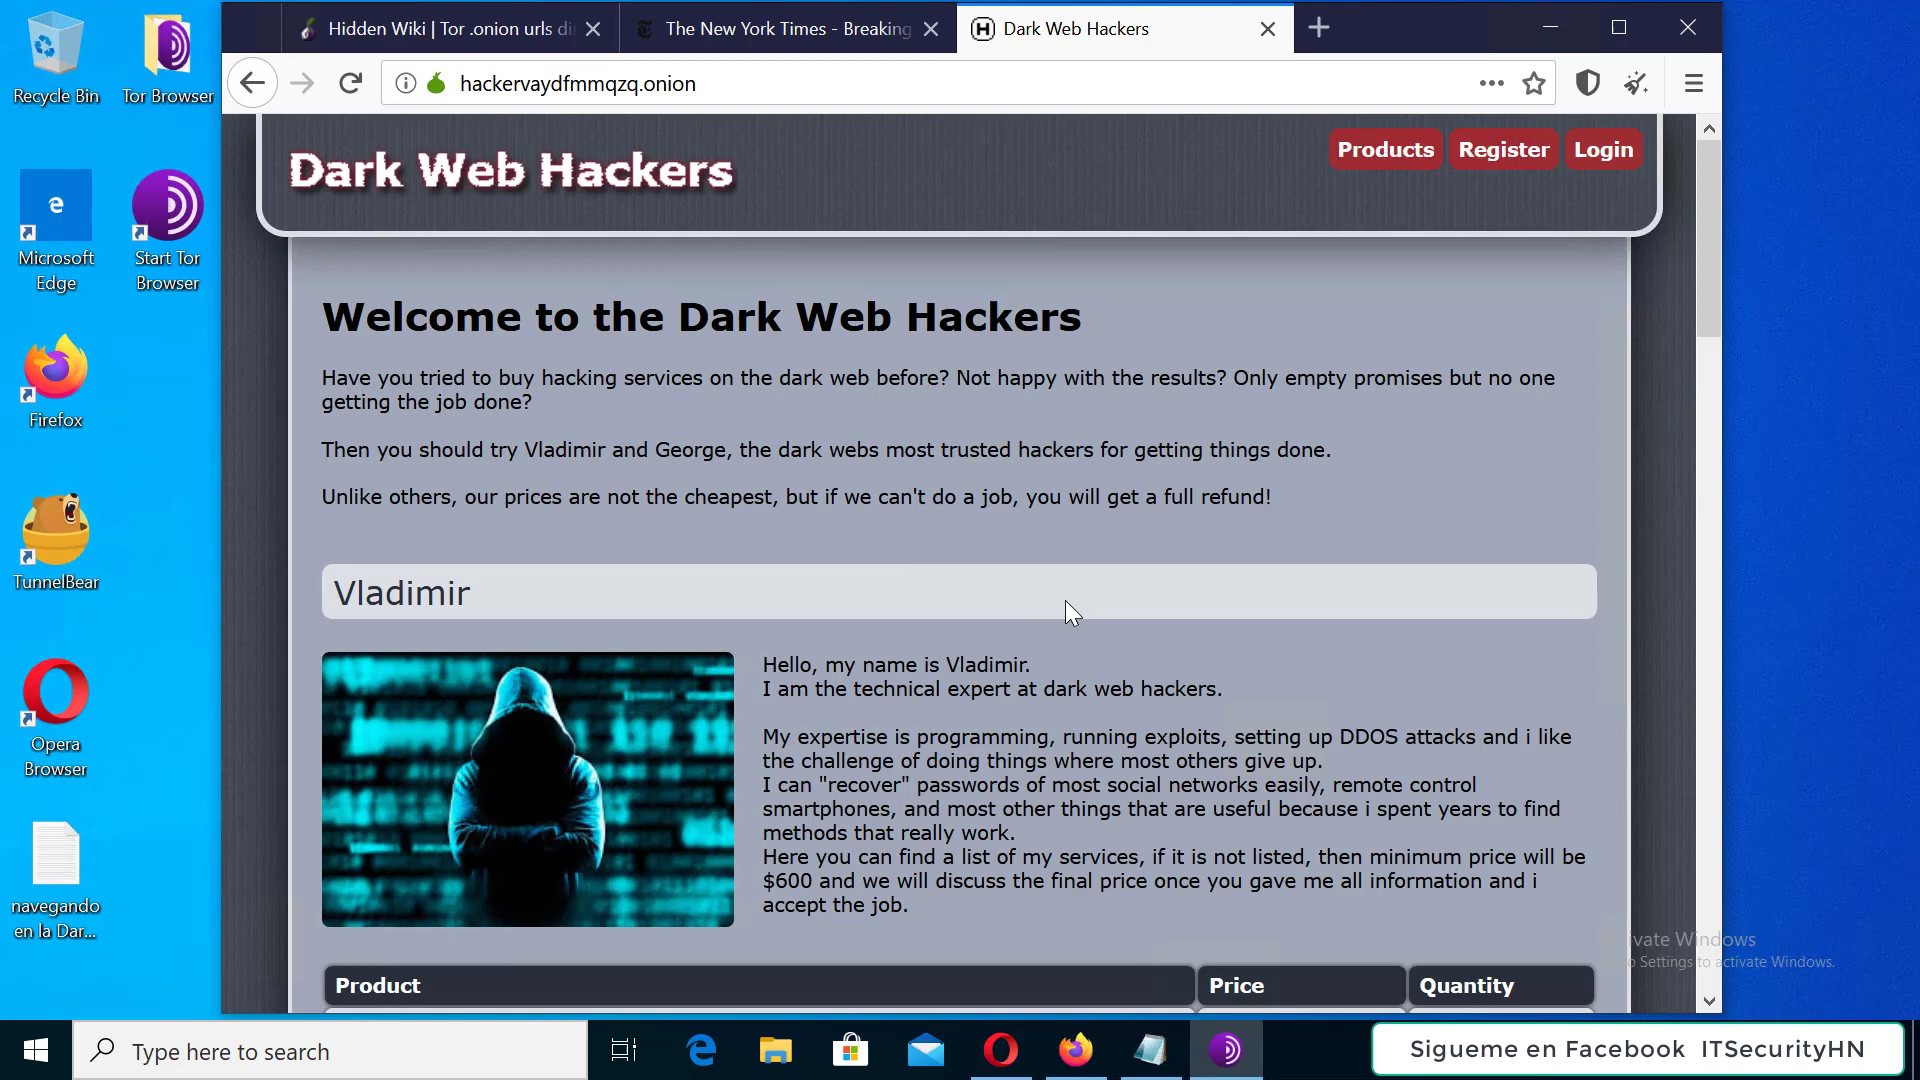 Recycle Bin
Tor Browser
Microsoft
Edge
Start Tor
Browser
Firefox
TunnelBear
Opera
Browser
navegando
en la Dar...
Hidden Wiki | Tor .onion urls di
The New York Times - Breaking
Dark Web Hackers
hackervaydfmmqzq.onion
Dark Web Hackers
Products
Register
Login
Welcome to the Dark Web Hackers
Have you tried to buy hacking services on the dark web before? Not happy with the results? Only empty promises but no one
getting the job done?
Then you should try Vladimir and George, the dark webs most trusted hackers for getting things done.
Unlike others, our prices are not the cheapest, but if we can't do a job, you will get a full refund!
Vladimir
Hello, my name is Vladimir.
I am the technical expert at dark web hackers.
My expertise is programming, running exploits, setting up DDOS attacks and i like
the challenge of doing things where most others give up.
I can "recover" passwords of most social networks easily, remote control
smartphones, and most other things that are useful because i spent years to find
methods that really work.
Here you can find a list of my services, if it is not listed, then minimum price will be
$600 and we will discuss the final price once you gave me all information and i
accept the job.
Product
Price
Quantity
ivate Windows
o Settings to activate Windows.
Type here to search
Sigueme en Facebook ITSecurityHN